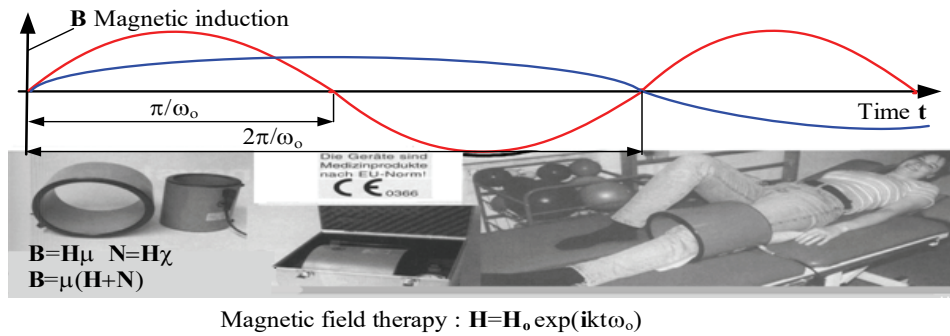 B Magnetic induction
π/ωo
Time t
2π/ωo
Die Geräte sind
Medizinprodukte
nach EU-Norm!
CE 0366
B=Hμ N=Hχ
B=μ(H+N)
Magnetic field therapy : H=Ho exp(iktωo)